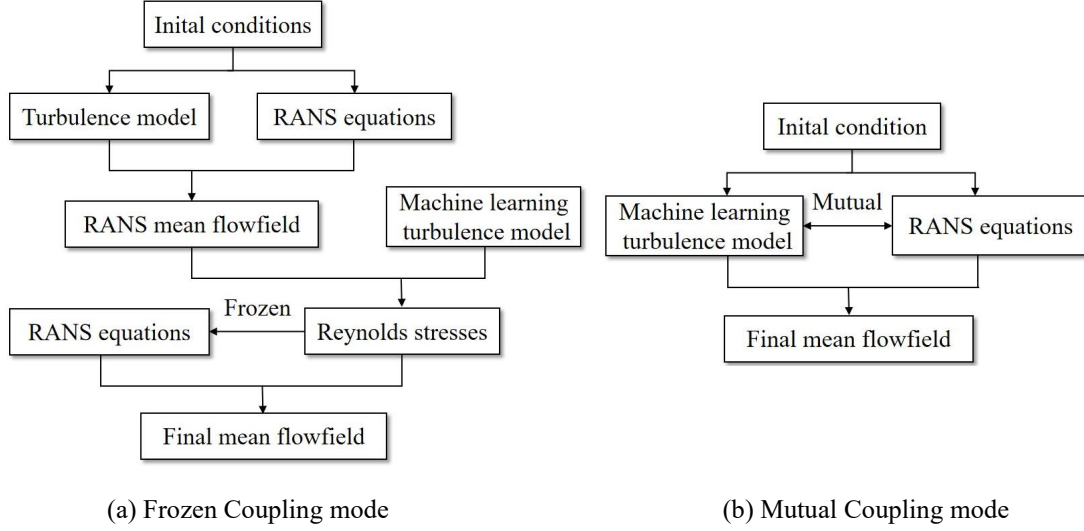 Inital conditions
Turbulence model
RANS equations
RANS mean flowfield
Machine learning
turbulence model
Frozen
RANS equations
Reynolds stresses
Final mean flowfield
(a) Frozen Coupling mode
Inital condition
Machine learning
turbulence model
Mutual
RANS equations
Final mean flowfield
(b) Mutual Coupling mode